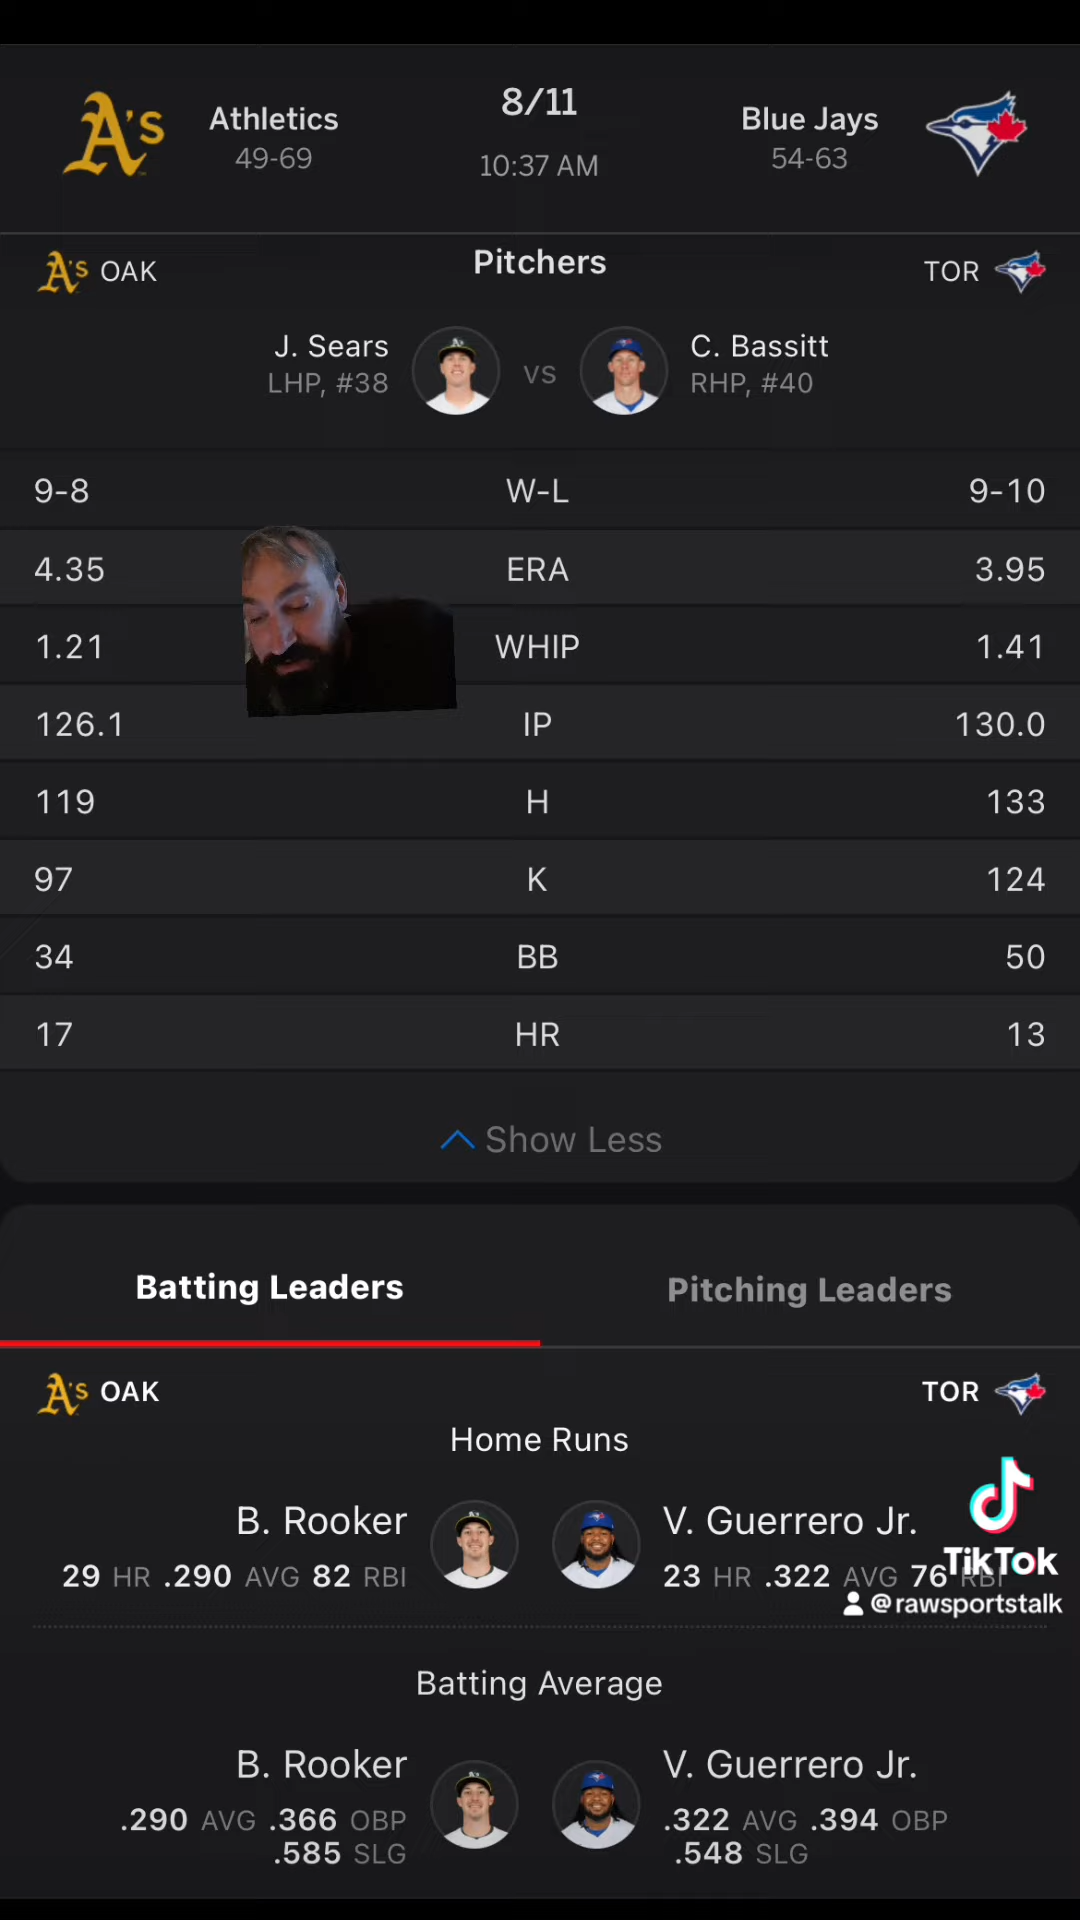 A's
Athletics
49-69
8/11
10:37 AM
Blue Jays
54-63
A's OAK
Pitchers
TOR
J. Sears
LHP, #38
vs
C. Bassitt
RHP, #40
9-8 W-L 9-10
4.35 ERA 3.95
1.21 WHIP 1.41
126.1 IP 130.0
119 H 133
97 K 124
34 BB 50
17 HR 13
Show Less
Batting Leaders
Pitching Leaders
A's OAK
TOR
Home Runs
B. Rooker
29 HR .290 AVG 82 RBI
V. Guerrero Jr.
23 HR .322 AVG 76 RBI
TikTok
@rawsportstalk
Batting Average
B. Rooker
.290 AVG .366 OBP
.585 SLG
V. Guerrero Jr.
.322 AVG .394 OBP
.548 SLG